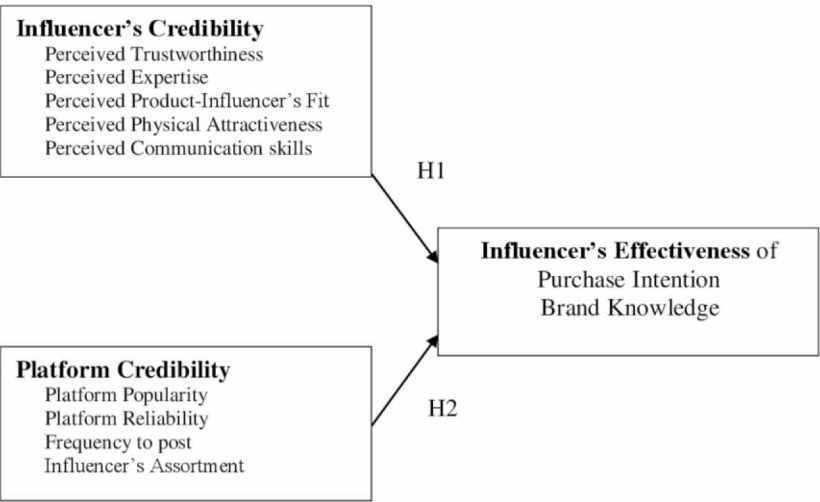 Influencer's Credibility
Perceived Trustworthiness
Perceived Expertise
Perceived Product-Influencer's Fit
Perceived Physical Attractiveness
Perceived Communication skills
H1
Influencer's Effectiveness of
Purchase Intention
Brand Knowledge
Platform Credibility
Platform Popularity
Platform Reliability
Frequency to post
Influencer's Assortment
H2